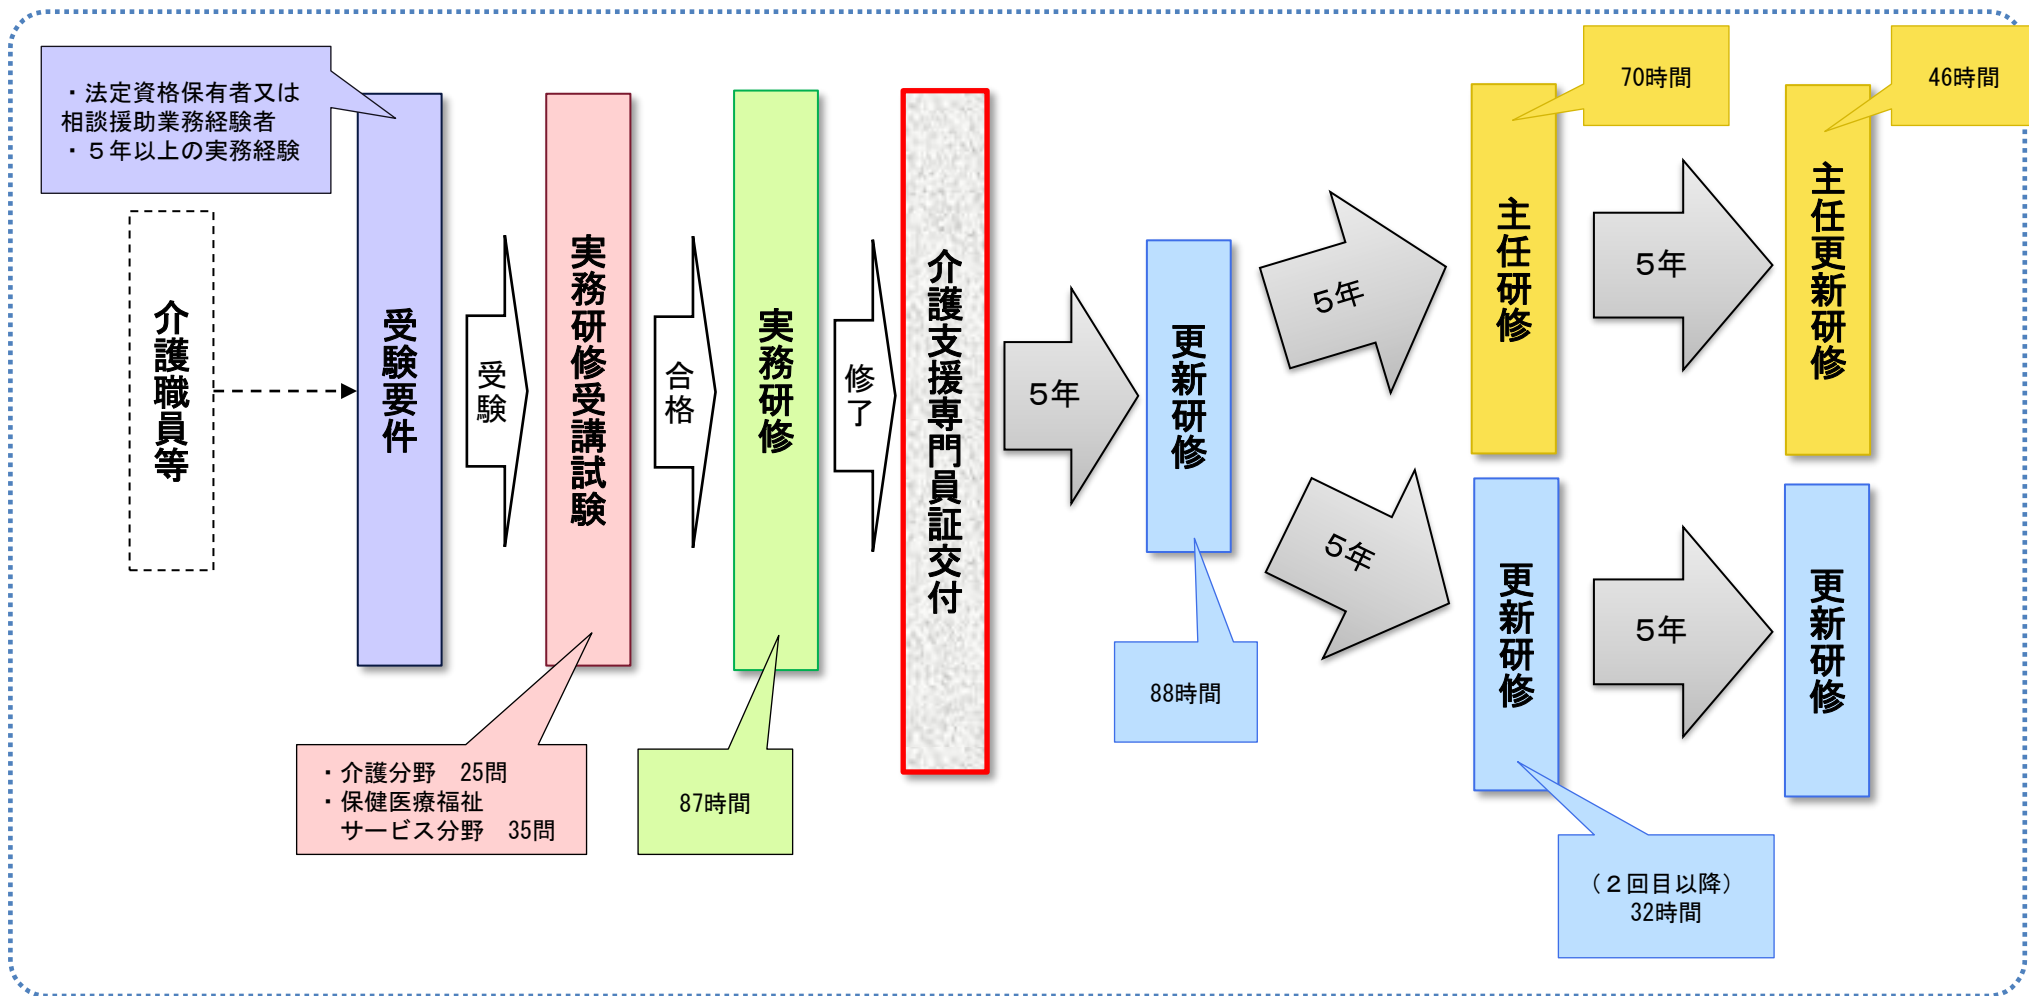 ・法定資格保有者又は
相談援助業務経験者
・５年以上の実務経験
介護職員等
受験要件
受験
実務研修受講試験
・介護分野　25問
・保健医療福祉
サービス分野　35問
合格
実務研修
87時間
修了
介護支援専門員証交付
５年
更新研修
88時間
５年
主任研修
70時間
５年
主任更新研修
46時間
５年
更新研修
（２回目以降）
32時間
５年
更新研修